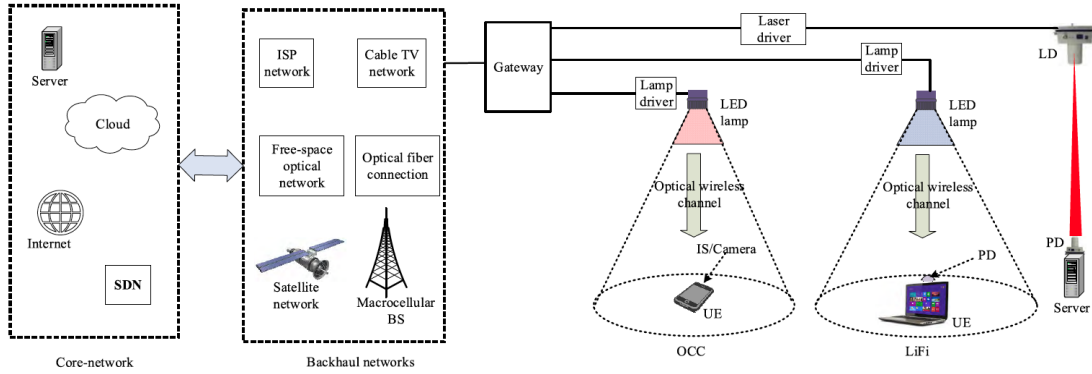 Server
Cloud
Internet
SDN
Core-network
ISP
network
Cable TV
network
Free-space
optical
network
Optical fiber
connection
Satellite
network
Macrocellular
BS
Backhaul networks
Gateway
Laser
driver
Lamp
driver
Lamp
driver
LED
lamp
LED
lamp
LD
Optical wireless
channel
Optical wireless
channel
IS/Camera
UE
OCC
PD
UE
LiFi
PD
Server